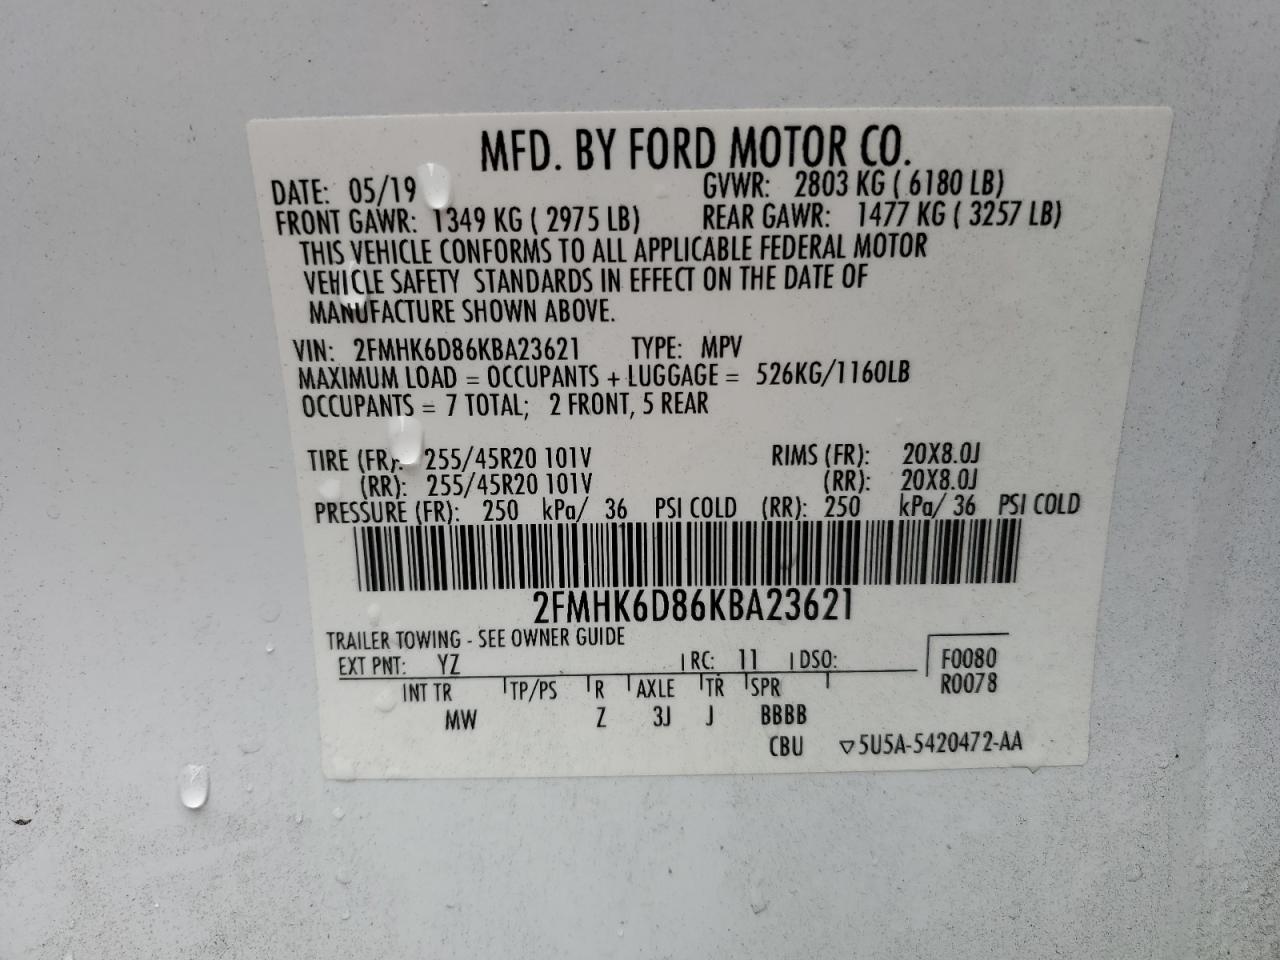 MFD. BY FORD MOTOR CO.
DATE: 05/19 GVWR: 2803 KG ( 6180 LB)
FRONT GAWR: 1349 KG ( 2975 LB) REAR GAWR: 1477 KG ( 3257 LB)
THIS VEHICLE CONFORMS TO ALL APPLICABLE FEDERAL MOTOR
VEHICLE SAFETY STANDARDS IN EFFECT ON THE DATE OF
MANUFACTURE SHOWN ABOVE.
VIN: 2FMHK6D86KBA23621 TYPE: MPV
MAXIMUM LOAD = OCCUPANTS + LUGGAGE = 526KG/1160LB
OCCUPANTS = 7 TOTAL; 2 FRONT, 5 REAR
TIRE (FR): 255/45R20 101V RIMS (FR): 20X8.0J
(RR): 255/45R20 101V (RR): 20X8.0J
PRESSURE (FR): 250 kPa/ 36 PSI COLD (RR): 250 kPa/ 36 PSI COLD
2FMHK6D86KBA23621
TRAILER TOWING - SEE OWNER GUIDE
EXT PNT: YZ RC: 11 DSO: F0080
INT TR TP/PS R AXLE TR SPR R0078
MW Z 3J J BBBB
CBU ▽5U5A-5420472-AA